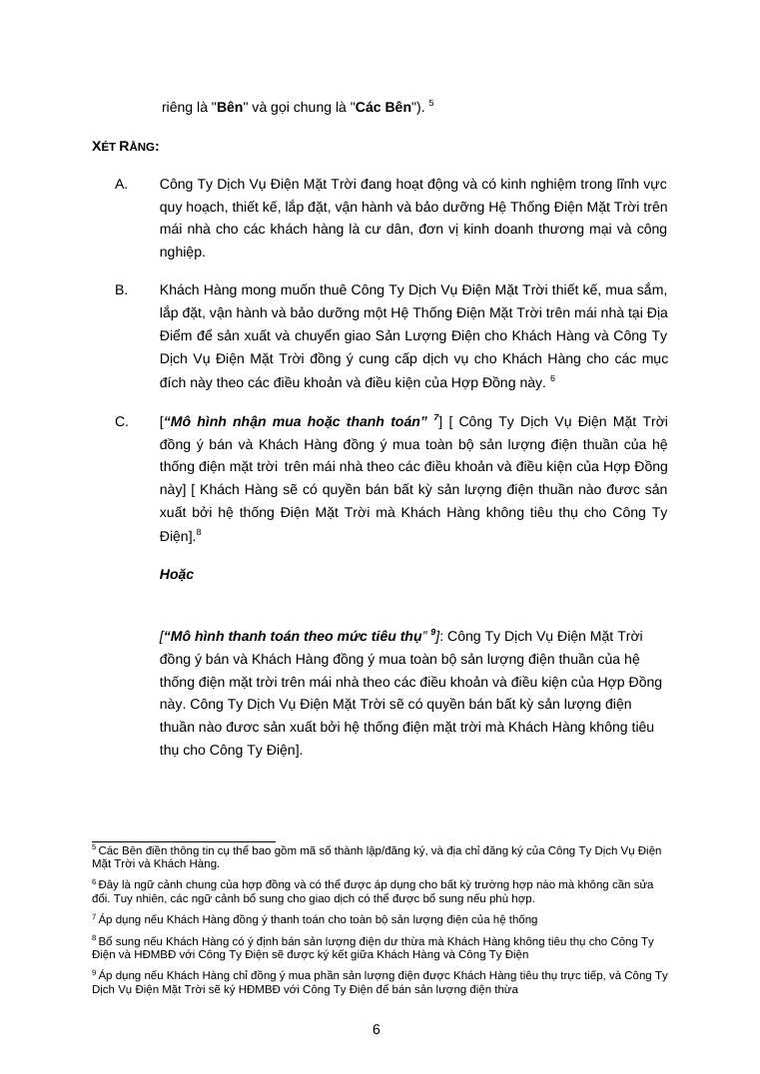 riêng là "Bên" và gọi chung là "Các Bên"). 5
XÉT RẰNG:
A. Công Ty Dịch Vụ Điện Mặt Trời đang hoạt động và có kinh nghiệm trong lĩnh vực
quy hoạch, thiết kế, lắp đặt, vận hành và bảo dưỡng Hệ Thống Điện Mặt Trời trên
mái nhà cho các khách hàng là cư dân, đơn vị kinh doanh thương mại và công
nghiệp.
B. Khách Hàng mong muốn thuê Công Ty Dịch Vụ Điện Mặt Trời thiết kế, mua sắm,
lắp đặt, vận hành và bảo dưỡng một Hệ Thống Điện Mặt Trời trên mái nhà tại Địa
Điểm để sản xuất và chuyển giao Sản Lượng Điện cho Khách Hàng và Công Ty
Dịch Vụ Điện Mặt Trời đồng ý cung cấp dịch vụ cho Khách Hàng cho các mục
đích này theo các điều khoản và điều kiện của Hợp Đồng này. 6
C. [“Mô hình nhận mua hoặc thanh toán” 7] [ Công Ty Dịch Vụ Điện Mặt Trời
đồng ý bán và Khách Hàng đồng ý mua toàn bộ sản lượng điện thuần của hệ
thống điện mặt trời trên mái nhà theo các điều khoản và điều kiện của Hợp Đồng
này] [ Khách Hàng sẽ có quyền bán bất kỳ sản lượng điện thuần nào đươc sản
xuất bởi hệ thống Điện Mặt Trời mà Khách Hàng không tiêu thụ cho Công Ty
Điện].8
Hoặc
[“Mô hình thanh toán theo mức tiêu thụ” 9]: Công Ty Dịch Vụ Điện Mặt Trời
đồng ý bán và Khách Hàng đồng ý mua toàn bộ sản lượng điện thuần của hệ
thống điện mặt trời trên mái nhà theo các điều khoản và điều kiện của Hợp Đồng
này. Công Ty Dịch Vụ Điện Mặt Trời sẽ có quyền bán bất kỳ sản lượng điện
thuần nào đươc sản xuất bởi hệ thống điện mặt trời mà Khách Hàng không tiêu
thụ cho Công Ty Điện].
5 Các Bên điền thông tin cụ thể bao gồm mã số thành lập/đăng ký, và địa chỉ đăng ký của Công Ty Dịch Vụ Điện
Mặt Trời và Khách Hàng.
6 Đây là ngữ cảnh chung của hợp đồng và có thể được áp dụng cho bất kỳ trường hợp nào mà không cần sửa
đổi. Tuy nhiên, các ngữ cảnh bổ sung cho giao dịch có thể được bổ sung nếu phù hợp.
7 Áp dụng nếu Khách Hàng đồng ý thanh toán cho toàn bộ sản lượng điện của hệ thống
8 Bổ sung nếu Khách Hàng có ý định bán sản lượng điện dư thừa mà Khách Hàng không tiêu thụ cho Công Ty
Điện và HĐMBĐ với Công Ty Điện sẽ được ký kết giữa Khách Hàng và Công Ty Điện
9 Áp dụng nếu Khách Hàng chỉ đồng ý mua phần sản lượng điện được Khách Hàng tiêu thụ trực tiếp, và Công Ty
Dịch Vụ Điện Mặt Trời sẽ ký HĐMBĐ với Công Ty Điện để bán sản lượng điện thừa
6